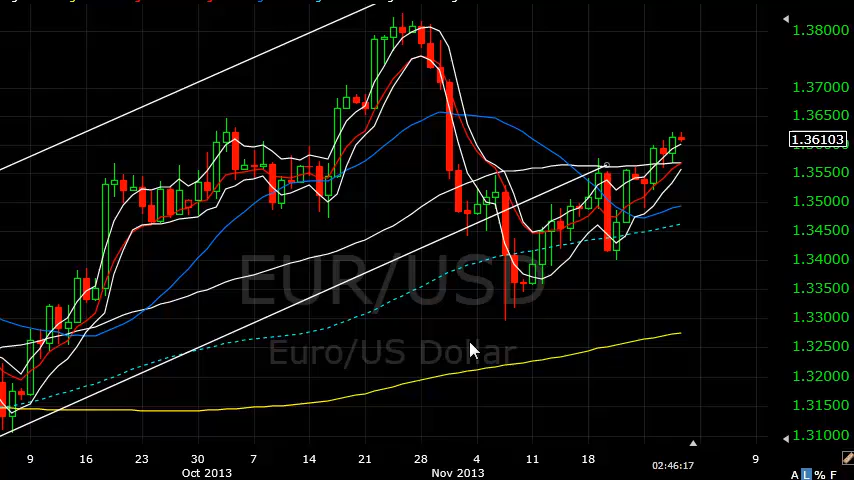 1.38000
1.37000
1.36500
1.36103
1.35500
1.35000
1.34500
1.34000
1.33500
1.33000
1.32500
1.32000
1.31500
1.31000
EUR/USD
Euro/US Dollar
9 16 23 30 7 14 21 28 4 11 18 9
Oct 2013 Nov 2013 02:46:17
A L % F